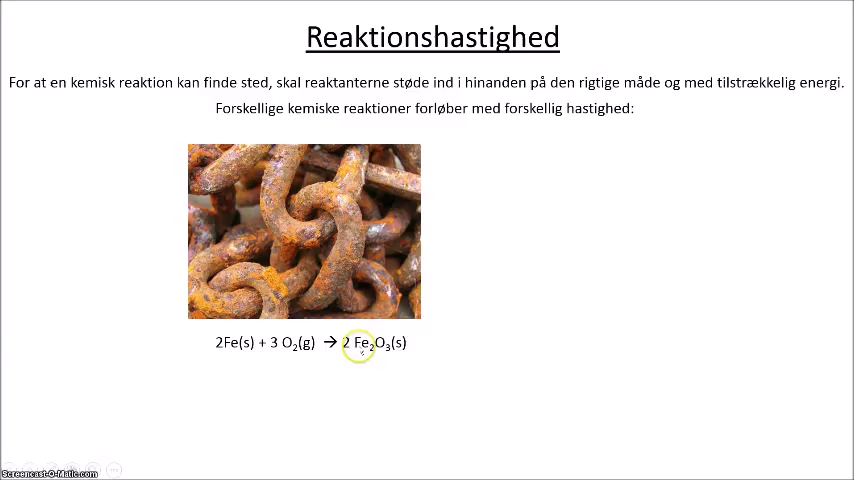 Reaktionshastighed
For at en kemisk reaktion kan finde sted, skal reaktanterne støde ind i hinanden på den rigtige måde og med tilstrækkelig energi.
Forskellige kemiske reaktioner forløber med forskellig hastighed:
2Fe(s) + 3 O₂(g) → 2 Fe₂O₃(s)
Screencast-O-Matic.com